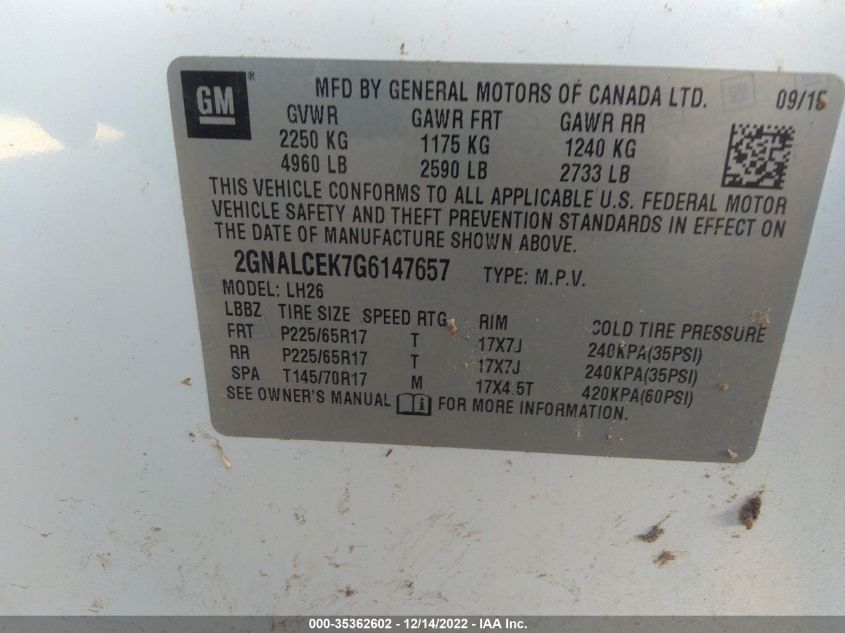 GM ® MFD BY GENERAL MOTORS OF CANADA LTD. 09/15
GVWR GAWR FRT GAWR RR
2250 KG 1175 KG 1240 KG
4960 LB 2590 LB 2733 LB
THIS VEHICLE CONFORMS TO ALL APPLICABLE U.S. FEDERAL MOTOR
VEHICLE SAFETY AND THEFT PREVENTION STANDARDS IN EFFECT ON
THE DATE OF MANUFACTURE SHOWN ABOVE.
2GNALCEK7G6147657 TYPE: M.P.V.
MODEL: LH26
LBBZ TIRE SIZE SPEED RTG RIM COLD TIRE PRESSURE
FRT P225/65R17 T 17X7J 240KPA(35PSI)
RR P225/65R17 T 17X7J 240KPA(35PSI)
SPA T145/70R17 M 17X4.5T 420KPA(60PSI)
SEE OWNER'S MANUAL i FOR MORE INFORMATION.
000-35362602 - 12/14/2022 - IAA Inc.